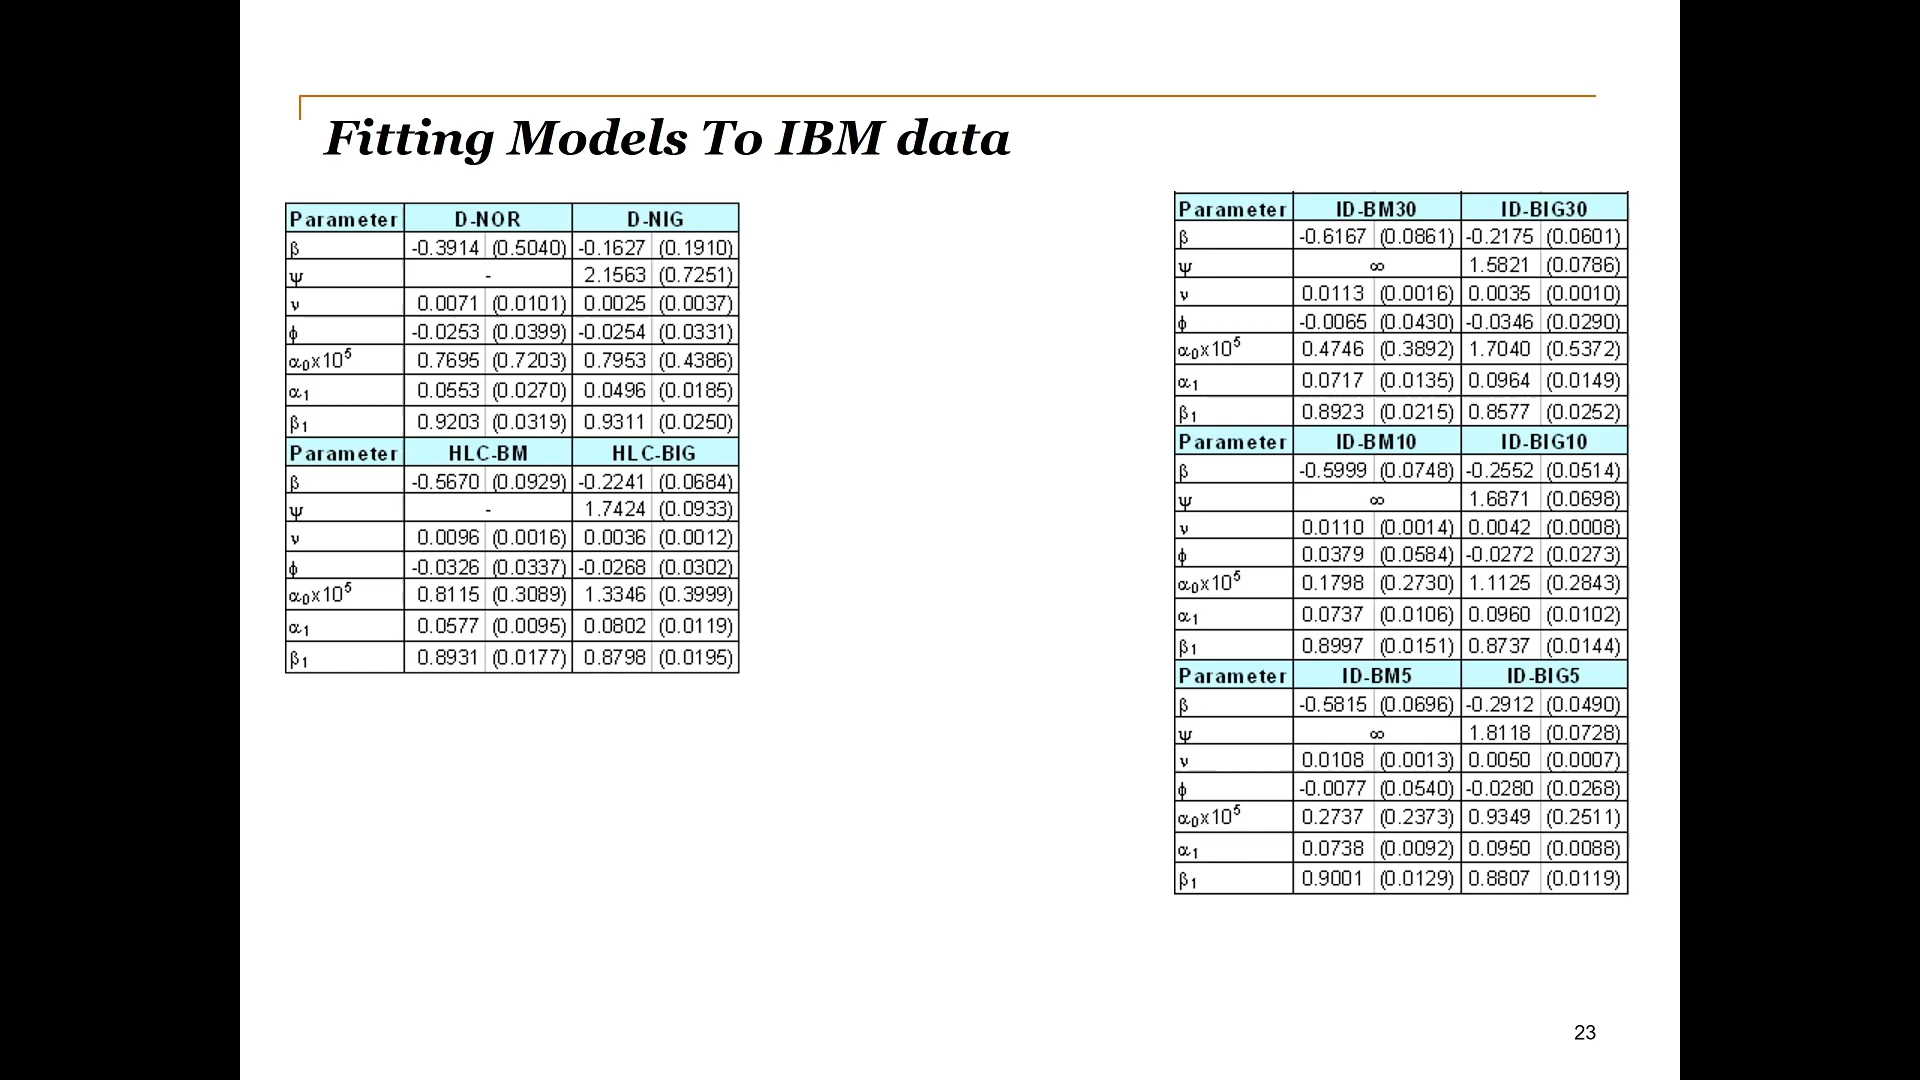 Fitting Models To IBM data
Parameter D-NOR D-NIG
β -0.3914 (0.5040) -0.1627 (0.1910)
ψ - 2.1563 (0.7251)
ν 0.0071 (0.0101) 0.0025 (0.0037)
ϕ -0.0253 (0.0399) -0.0254 (0.0331)
α₀x10⁵ 0.7695 (0.7203) 0.7953 (0.4386)
α₁ 0.0553 (0.0270) 0.0496 (0.0185)
β₁ 0.9203 (0.0319) 0.9311 (0.0250)
Parameter HLC-BM HLC-BIG
β -0.5670 (0.0929) -0.2241 (0.0684)
ψ - 1.7424 (0.0933)
ν 0.0096 (0.0016) 0.0036 (0.0012)
ϕ -0.0326 (0.0337) -0.0268 (0.0302)
α₀x10⁵ 0.8115 (0.3089) 1.3346 (0.3999)
α₁ 0.0577 (0.0095) 0.0802 (0.0119)
β₁ 0.8931 (0.0177) 0.8798 (0.0195)
Parameter ID-BM30 ID-BIG30
β -0.6167 (0.0861) -0.2175 (0.0601)
ψ ∞ 1.5821 (0.0786)
ν 0.0113 (0.0016) 0.0035 (0.0010)
ϕ -0.0065 (0.0430) -0.0346 (0.0290)
α₀x10⁵ 0.4746 (0.3892) 1.7040 (0.5372)
α₁ 0.0717 (0.0135) 0.0964 (0.0149)
β₁ 0.8923 (0.0215) 0.8577 (0.0252)
Parameter ID-BM10 ID-BIG10
β -0.5999 (0.0748) -0.2552 (0.0514)
ψ ∞ 1.6871 (0.0698)
ν 0.0110 (0.0014) 0.0042 (0.0008)
ϕ 0.0379 (0.0584) -0.0272 (0.0273)
α₀x10⁵ 0.1798 (0.2730) 1.1125 (0.2843)
α₁ 0.0737 (0.0106) 0.0960 (0.0102)
β₁ 0.8997 (0.0151) 0.8737 (0.0144)
Parameter ID-BM5 ID-BIG5
β -0.5815 (0.0696) -0.2912 (0.0490)
ψ ∞ 1.8118 (0.0728)
ν 0.0108 (0.0013) 0.0050 (0.0007)
ϕ -0.0077 (0.0540) -0.0280 (0.0268)
α₀x10⁵ 0.2737 (0.2373) 0.9349 (0.2511)
α₁ 0.0738 (0.0092) 0.0950 (0.0088)
β₁ 0.9001 (0.0129) 0.8807 (0.0119)
23